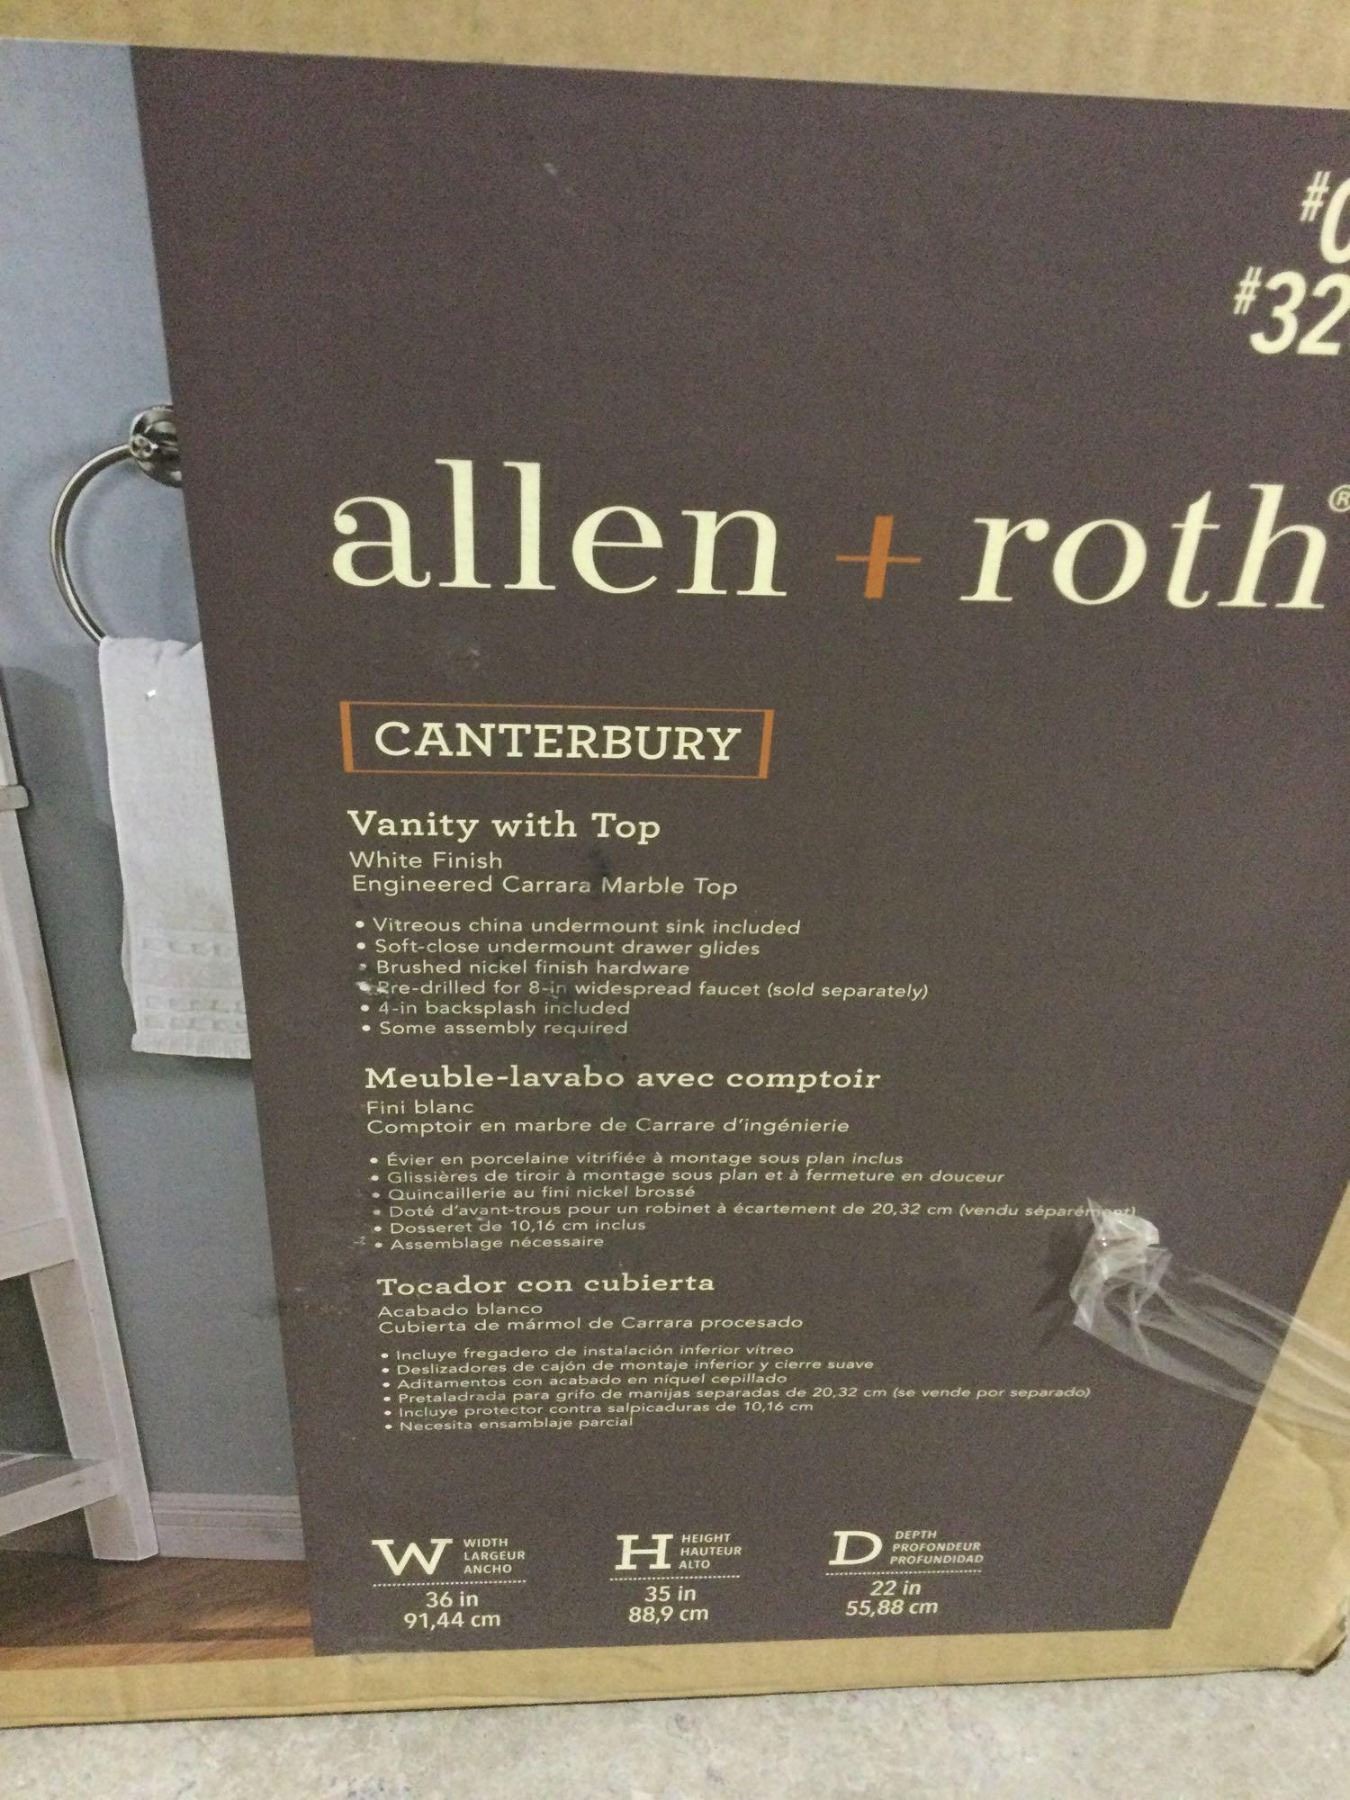 #0
#32
allen + roth®
CANTERBURY
Vanity with Top
White Finish
Engineered Carrara Marble Top
• Vitreous china undermount sink included
• Soft-close undermount drawer glides
• Brushed nickel finish hardware
• Pre-drilled for 8-in widespread faucet (sold separately)
• 4-in backsplash included
• Some assembly required
Meuble-lavabo avec comptoir
Fini blanc
Comptoir en marbre de Carrare d'ingénierie
• Évier en porcelaine vitrifiée à montage sous plan inclus
• Glissières de tiroir à montage sous plan et à fermeture en douceur
• Quincaillerie au fini nickel brossé
• Doté d'avant-trous pour un robinet à écartement de 20,32 cm (vendu séparément)
• Dosseret de 10,16 cm inclus
• Assemblage nécessaire
Tocador con cubierta
Acabado blanco
Cubierta de mármol de Carrara procesado
• Incluye fregadero de instalación inferior vítreo
• Deslizadores de cajón de montaje inferior y cierre suave
• Aditamentos con acabado en níquel cepillado
• Pretaladrada para grifo de manijas separadas de 20,32 cm (se vende por separado)
• Incluye protector contra salpicaduras de 10,16 cm
• Necesita ensamblaje parcial
W WIDTH
LARGEUR
ANCHO
36 in
91,44 cm
H HEIGHT
HAUTEUR
ALTO
35 in
88,9 cm
D DEPTH
PROFONDEUR
PROFUNDIDAD
22 in
55,88 cm